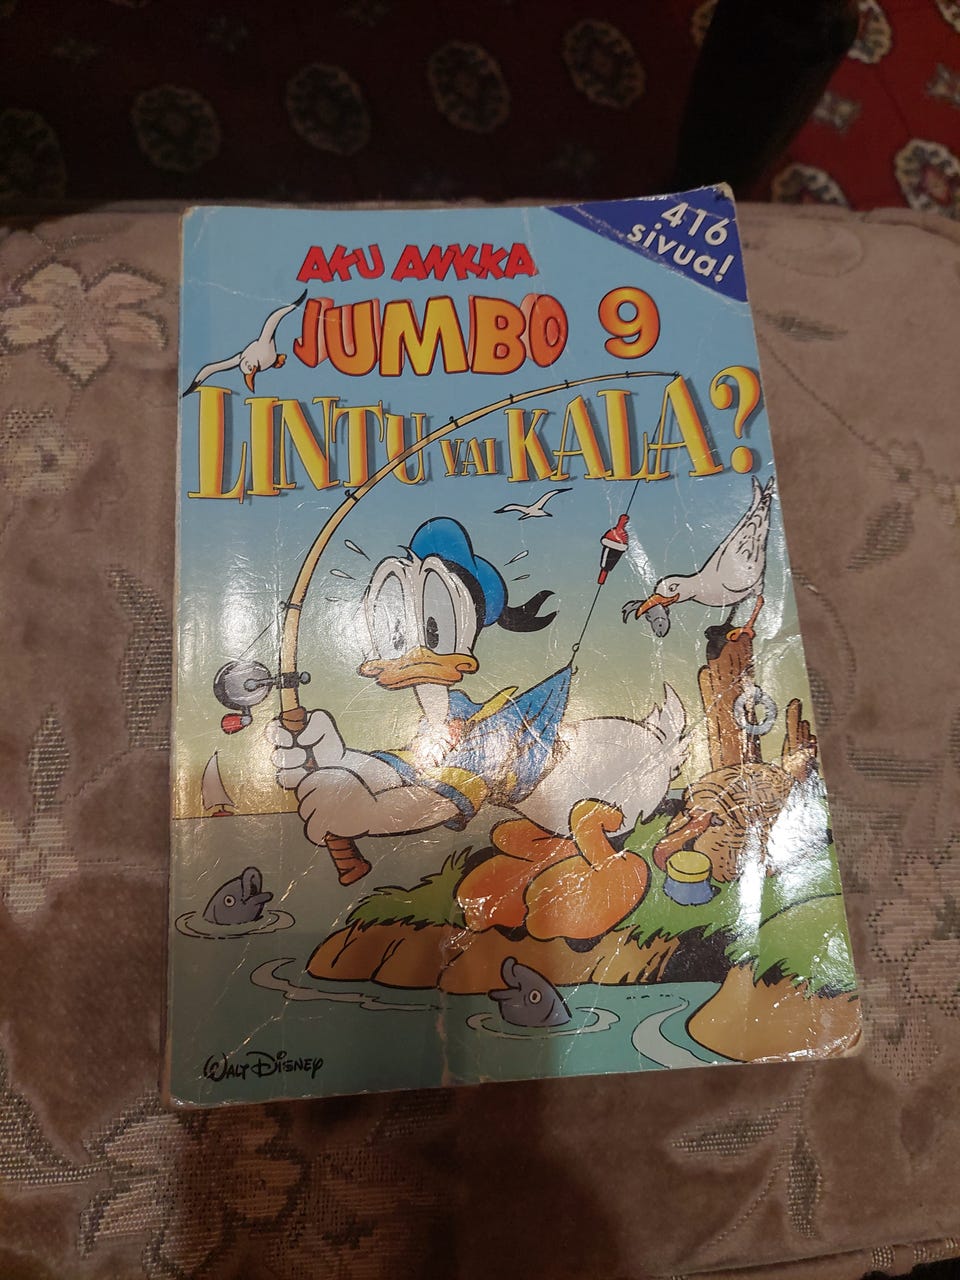 416
sivua!
AKU ANKKA
JUMBO 9
LINTU VAI KALA?
WALT DISNEY